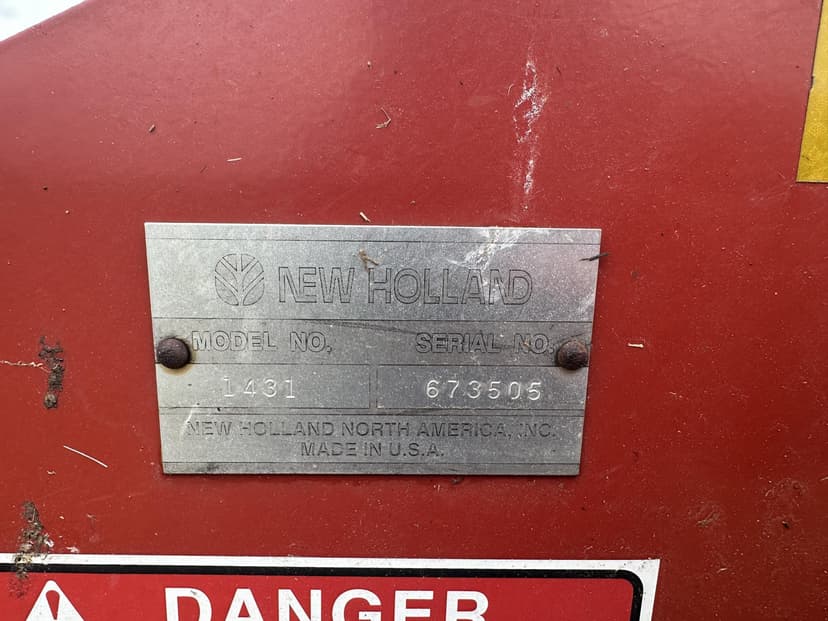 NEW HOLLAND
MODEL NO. SERIAL NO.
1431 673505
NEW HOLLAND NORTH AMERICA, INC.
MADE IN U.S.A.
DANGER